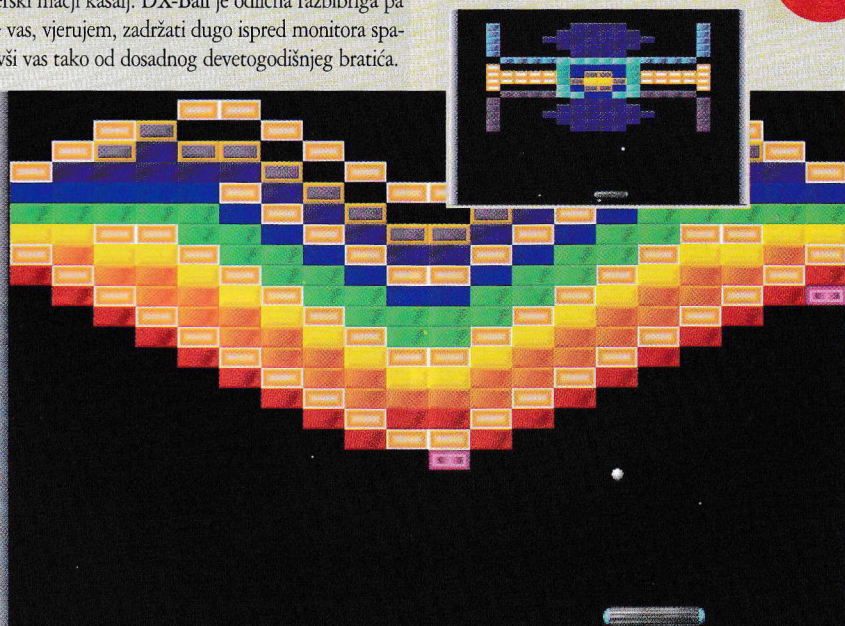 erski mačji kašalj. DX-Ball je odlična razbibriga pa
vas, vjerujem, zadržati dugo ispred monitora spa-
vši vas tako od dosadnog devetogodišnjeg bratića.